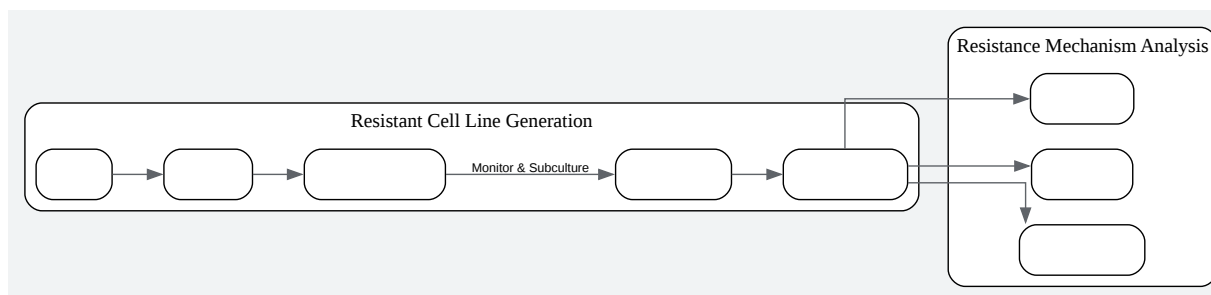 Resistance Mechanism Analysis
Resistant Cell Line Generation
Monitor & Subculture